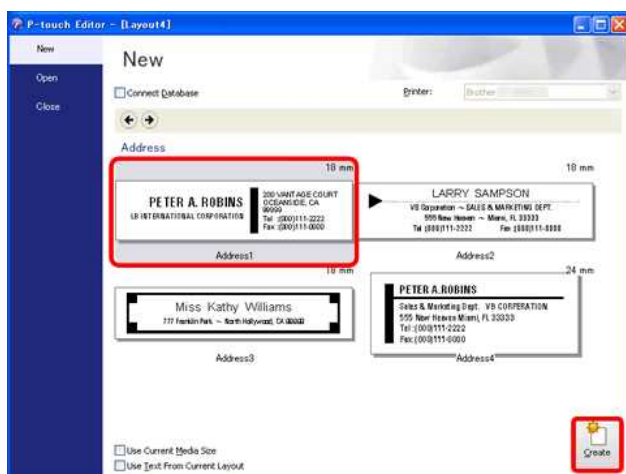 P-touch Editor - [Layout4]
New
Open
Close
New
Connect Database
Printer:
Brother
Address
18 mm
PETER A. ROBINS
LB INTERNATIONAL CORPORATION
200 VANTAGE COURT
OCEANSIDE, CA
99999
Tel :(000)111-2222
Fax :(000)111-0000
Address1
18 mm
LARRY SAMPSON
VB Corporation ~ SALES & MARKETING DEPT.
555 New Heaven ~ Miami, FL 33333
Tel :(000)111-2222 Fax :(000)111-0000
Address2
18 mm
Miss Kathy Williams
777 Franklin Park. ~ North Hollywood, CA 88888
Address3
24 mm
PETER A.ROBINS
Sales & Marketing Dept. VB CORPERATION
555 New Heaven Miami, FL 33333
Tel :(000)111-2222
Fax:(000)111-0000
Address4
Use Current Media Size
Use Text From Current Layout
Create